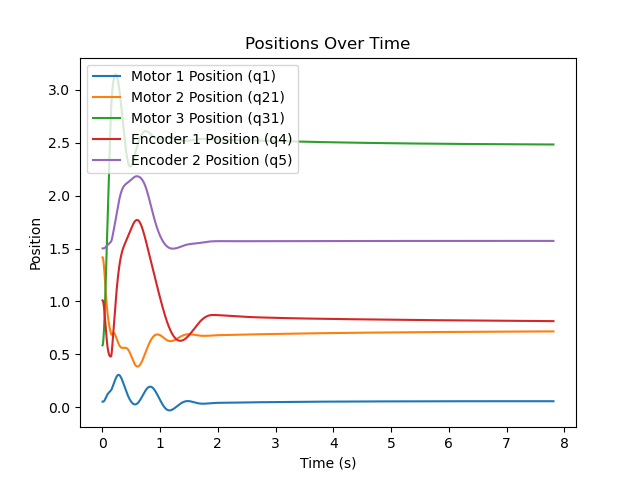 Positions Over Time
Motor 1 Position (q1)
Motor 2 Position (q21)
Motor 3 Position (q31)
Encoder 1 Position (q4)
Encoder 2 Position (q5)
Position
3.0
2.5
2.0
1.5
1.0
0.5
0.0
0 1 2 3 4 5 6 7 8
Time (s)